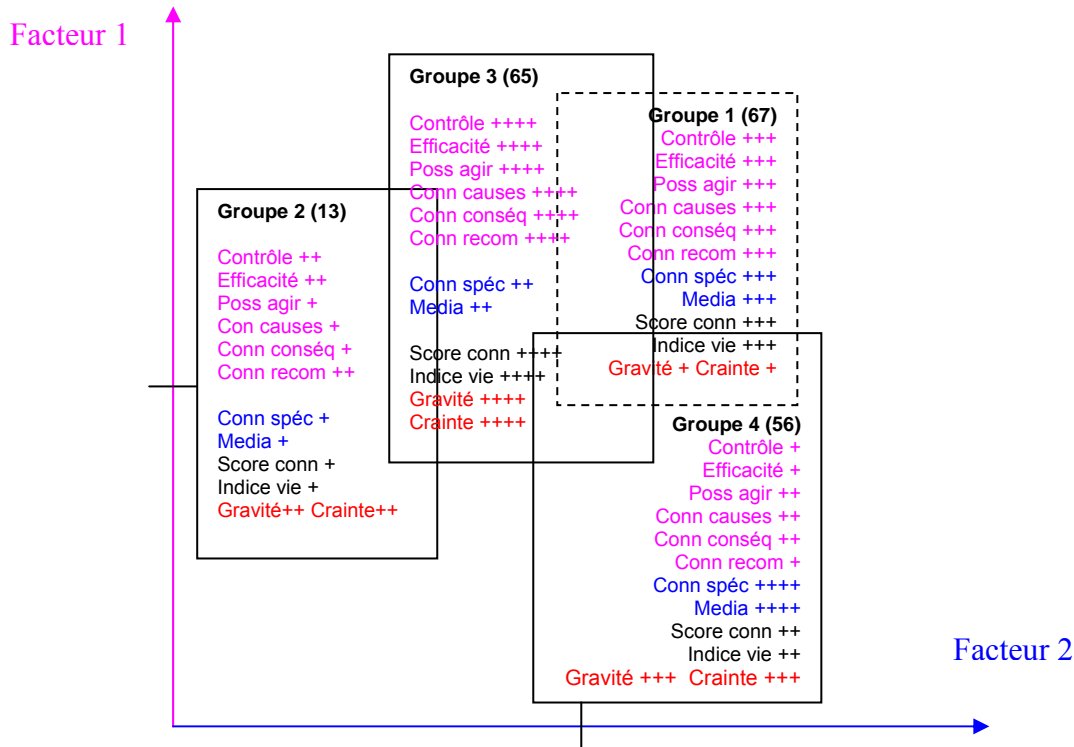 Facteur 1
Groupe 3 (65)
Contrôle ++++
Efficacité ++++
Poss agir ++++
Conn causes ++++
Conn conséq ++++
Conn recom ++++
Conn spéc ++
Media ++
Score conn ++++
Indice vie ++++
Gravité ++++
Crainte ++++
Groupe 1 (67)
Contrôle +++
Efficacité +++
Poss agir +++
Conn causes +++
Conn conséq +++
Conn recom +++
Conn spéc +++
Media +++
Score conn +++
Indice vie +++
Gravité + Crainte +
Groupe 2 (13)
Contrôle ++
Efficacité ++
Poss agir +
Con causes +
Conn conséq +
Conn recom ++
Conn spéc +
Media +
Score conn +
Indice vie +
Gravité++ Crainte++
Groupe 4 (56)
Contrôle +
Efficacité +
Poss agir ++
Conn causes ++
Conn conséq ++
Conn recom +
Conn spéc ++++
Media ++++
Score conn ++
Indice vie ++
Gravité +++ Crainte +++
Facteur 2